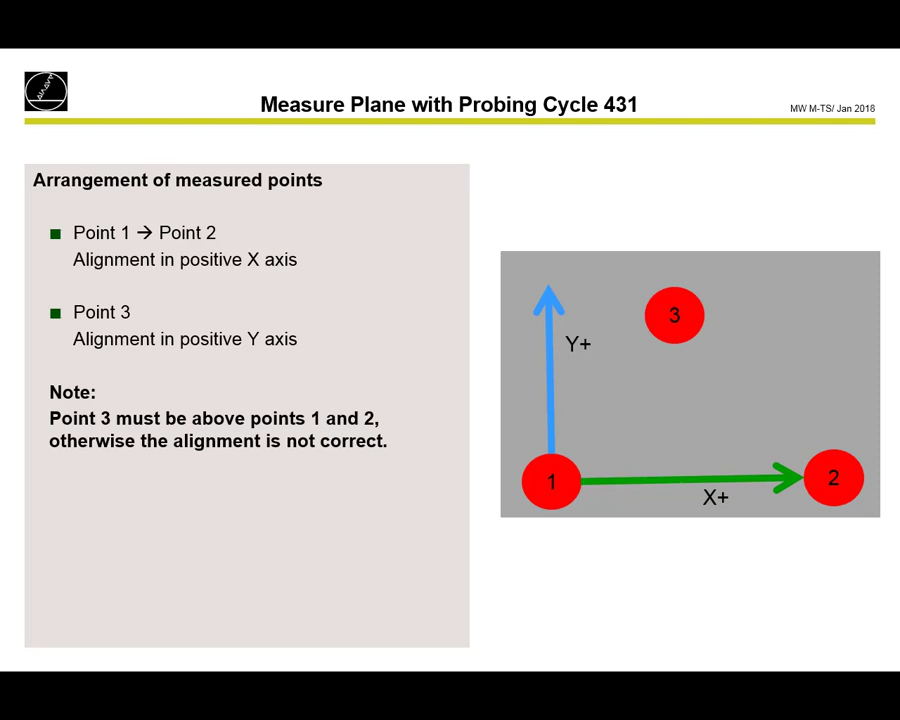 Measure Plane with Probing Cycle 431
MW M-TS/ Jan 2018
Arrangement of measured points
Point 1 → Point 2
Alignment in positive X axis
Point 3
Alignment in positive Y axis
Note:
Point 3 must be above points 1 and 2,
otherwise the alignment is not correct.
3
Y+
1
2
X+